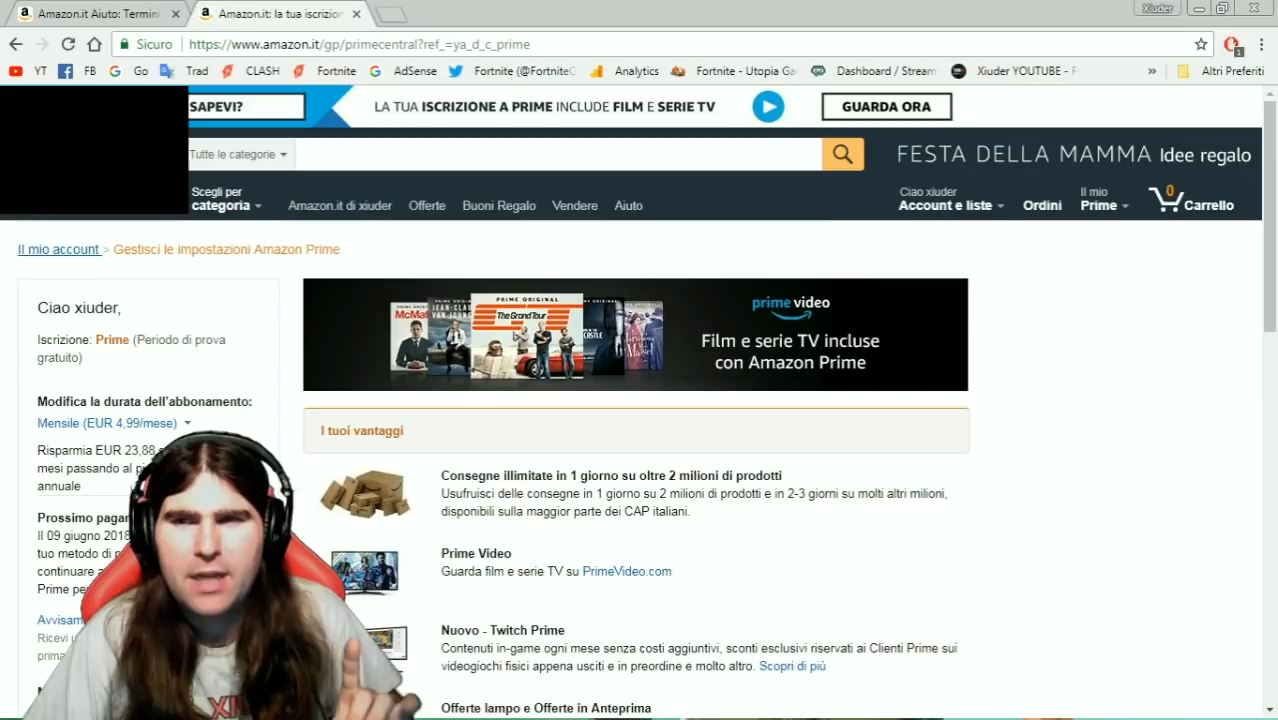 Amazon.it Aiuto: Termini
Amazon.it: la tua iscrizio
Xiuder
Sicuro
https://www.amazon.it/gp/primecentral?ref_=ya_d_c_prime
1
YT FB Go Trad CLASH Fortnite AdSense Fortnite (@FortniteG Analytics Fortnite - Utopia Ga Dashboard / Stream Xiuder YOUTUBE - F » Altri Preferiti
SAPEVI?
LA TUA ISCRIZIONE A PRIME INCLUDE FILM E SERIE TV
GUARDA ORA
Tutte le categorie
FESTA DELLA MAMMA Idee regalo
Scegli per
categoria
Amazon.it di xiuder Offerte Buoni Regalo Vendere Aiuto
Ciao xiuder
Account e liste
Ordini
Il mio
Prime
0
Carrello
Il mio account > Gestisci le impostazioni Amazon Prime
Ciao xiuder,
Iscrizione: Prime (Periodo di prova
gratuito)
Modifica la durata dell'abbonamento:
Mensile (EUR 4,99/mese)
Risparmia EUR 23,88
mesi passando al
annuale
Prossimo
Il 09 giugno 2018
tuo metodo di
continuare
Prime
Ricevi
PRIME ORIGINAL
The Grand Tour
prime video
Film e serie TV incluse
con Amazon Prime
I tuoi vantaggi
Consegne illimitate in 1 giorno su oltre 2 milioni di prodotti
Usufruisci delle consegne in 1 giorno su 2 milioni di prodotti e in 2-3 giorni su molti altri milioni,
disponibili sulla maggior parte dei CAP italiani.
Prime Video
Guarda film e serie TV su PrimeVideo.com
Nuovo - Twitch Prime
Contenuti in-game ogni mese senza costo aggiuntivi, sconti esclusivi riservati ai Clienti Prime sui
videogiochi fisici appena usciti e in preordine e molto altro. Scopri di più
Offerte lampo e Offerte in Anteprima